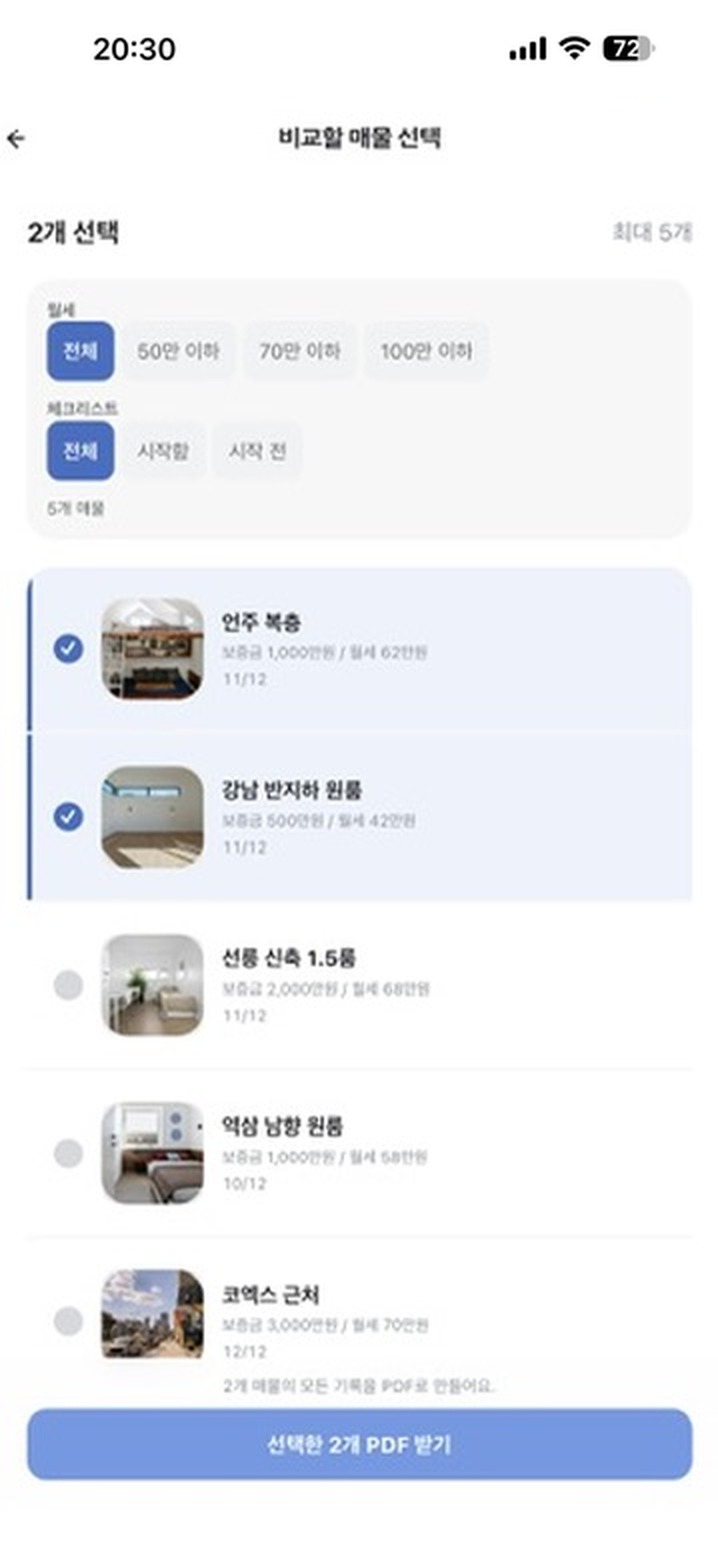 20:30
72
비교할 매물 선택
2개 선택
최대 5개
월세
전체
50만 이하
70만 이하
100만 이하
체크리스트
전체
시작함
시작 전
5개 매물
언주 복층
보증금 1,000만원 / 월세 62만원
11/12
강남 반지하 원룸
보증금 500만원 / 월세 42만원
11/12
선릉 신축 1.5룸
보증금 2,000만원 / 월세 68만원
11/12
역삼 남향 원룸
보증금 1,000만원 / 월세 58만원
10/12
코엑스 근처
보증금 3,000만원 / 월세 70만원
12/12
2개 매물의 모든 기록을 PDF로 만들어요.
선택한 2개 PDF 받기